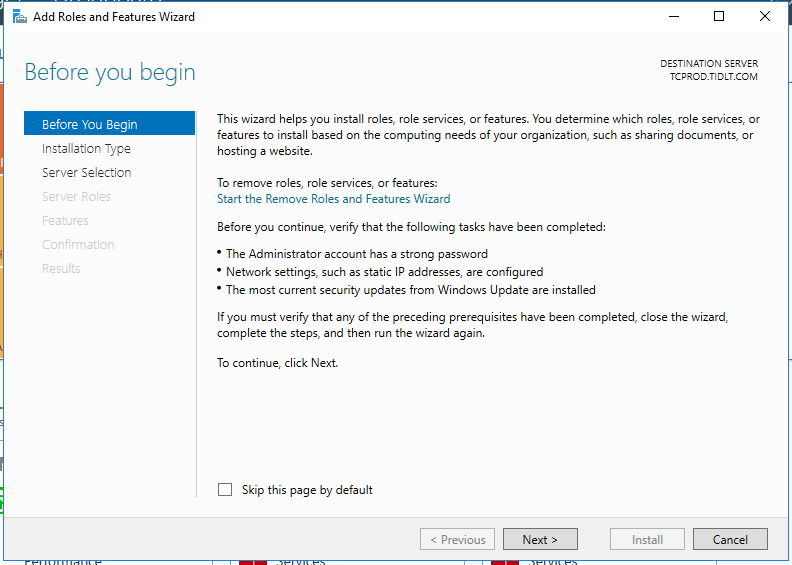 Add Roles and Features Wizard
Before you begin
DESTINATION SERVER
TCPROD.TIDLT.COM
Before You Begin
Installation Type
Server Selection
Server Roles
Features
Confirmation
Results
This wizard helps you install roles, role services, or features. You determine which roles, role services, or
features to install based on the computing needs of your organization, such as sharing documents, or
hosting a website.
To remove roles, role services, or features:
Start the Remove Roles and Features Wizard
Before you continue, verify that the following tasks have been completed:
• The Administrator account has a strong password
• Network settings, such as static IP addresses, are configured
• The most current security updates from Windows Update are installed
If you must verify that any of the preceding prerequisites have been completed, close the wizard,
complete the steps, and then run the wizard again.
To continue, click Next.
Skip this page by default
< Previous
Next >
Install
Cancel
Performance
Services
Services